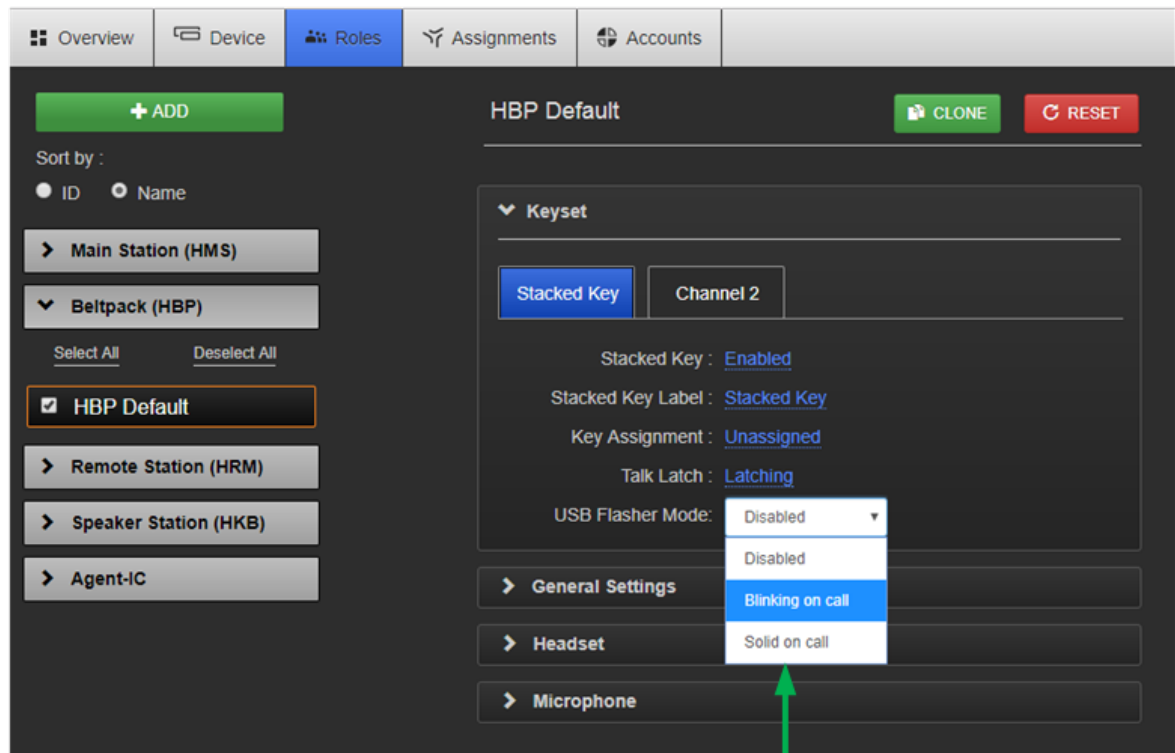 Overview Device Roles Assignments Accounts
ADD
Sort by :
ID Name
Main Station (HMS)
Beltpack (HBP)
Select All Deselect All
HBP Default
Remote Station (HRM)
Speaker Station (HKB)
Agent-IC
HBP Default CLONE RESET
Keyset
Stacked Key Channel 2
Stacked Key : Enabled
Stacked Key Label : Stacked Key
Key Assignment : Unassigned
Talk Latch : Latching
USB Flasher Mode: Disabled
Disabled
Blinking on call
Solid on call
General Settings
Headset
Microphone